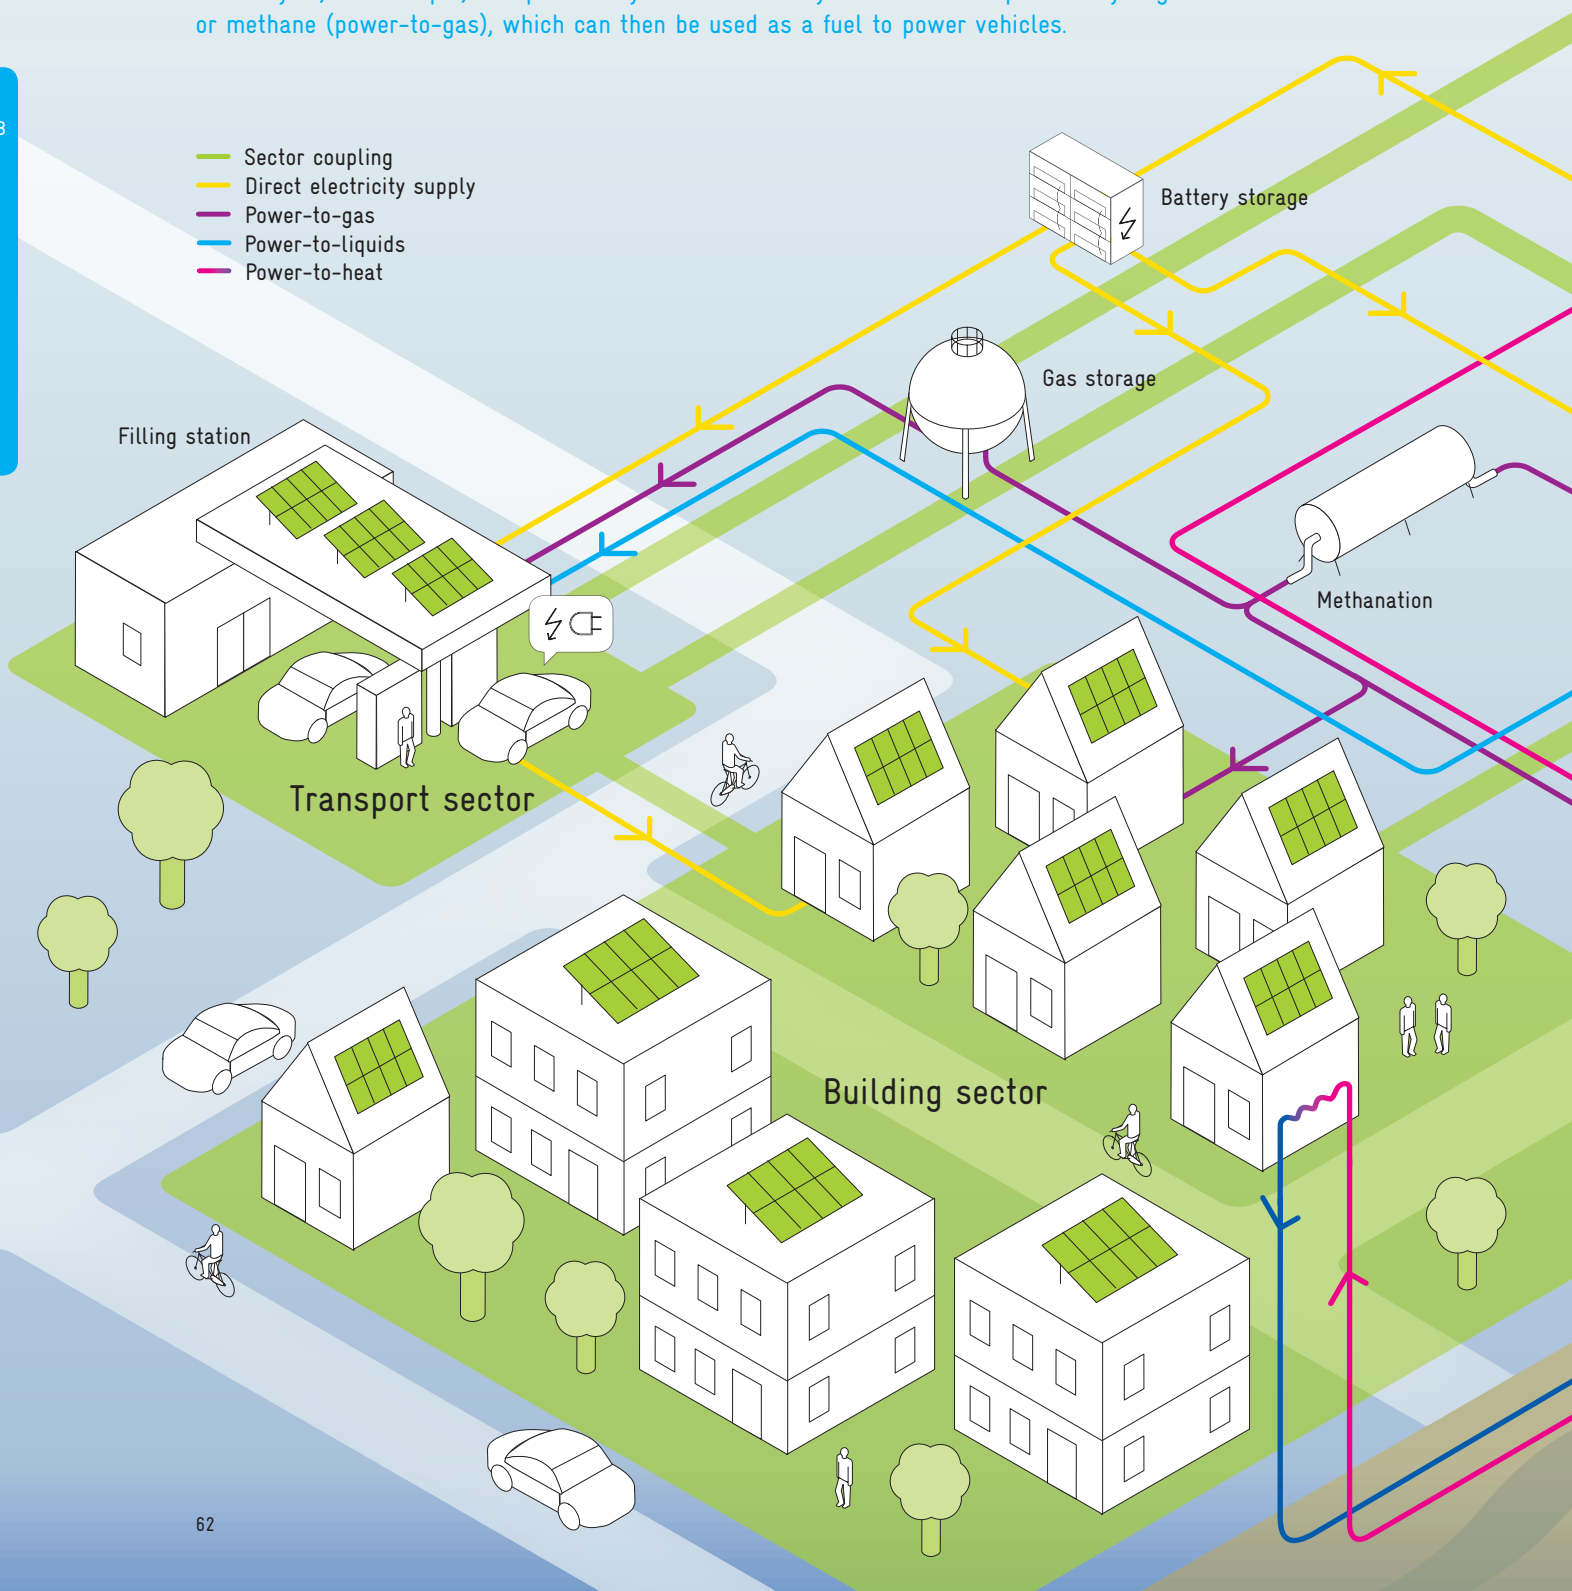 or methane (power-to-gas), which can then be used as a fuel to power vehicles.
Sector coupling
Direct electricity supply
Power-to-gas
Power-to-liquids
Power-to-heat
Battery storage
Gas storage
Filling station
Methanation
Transport sector
Building sector
62